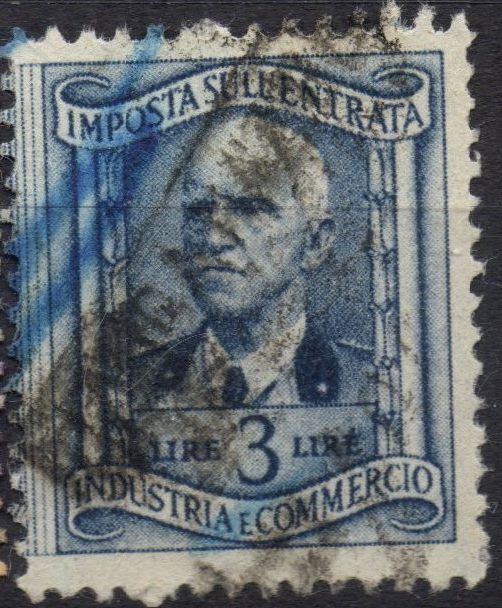 IMPOSTA SULL'ENTRATA
LIRE 3 LIRE
INDUSTRIA E COMMERCIO